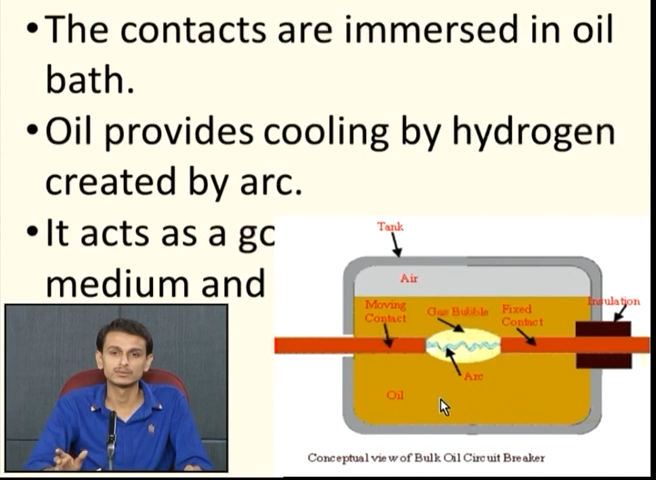 •The contacts are immersed in oil
bath.
•Oil provides cooling by hydrogen
created by arc.
•It acts as a
medium and
Tank
Air
Moving
Contact
Gas Bubble
Fixed
Contact
Insulation
Arc
Oil
Conceptual view of Bulk Oil Circuit Breaker